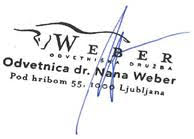 WEBER
ODVETNIŠKA DRUŽBA
Odvetnica dr. Nana Weber
Pod hribom 55, 1000 Ljubljana